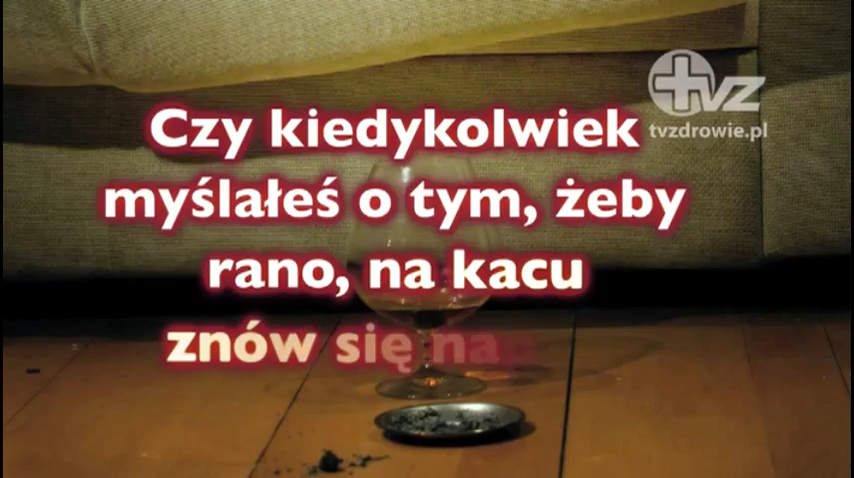 tvz
tvzdrowie.pl
Czy kiedykolwiek
myślałeś o tym, żeby
rano, na kacu
znów się